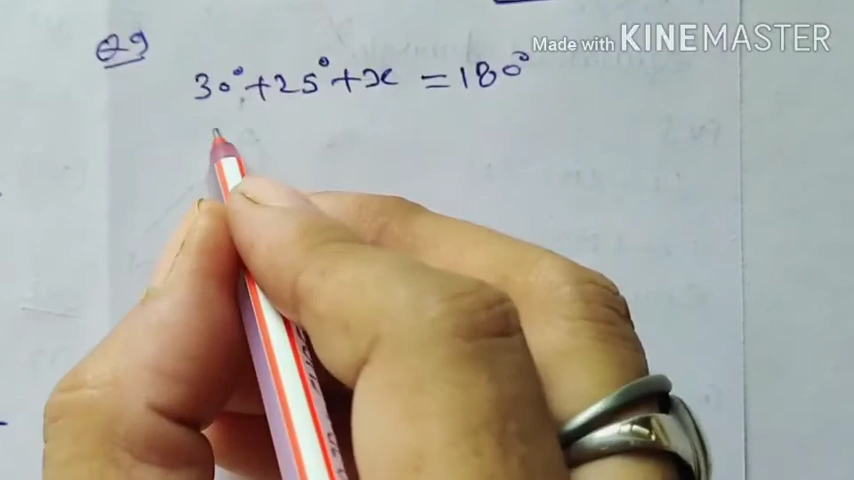 Made with KINEMASTER
Q9
30° + 25° + x = 180°